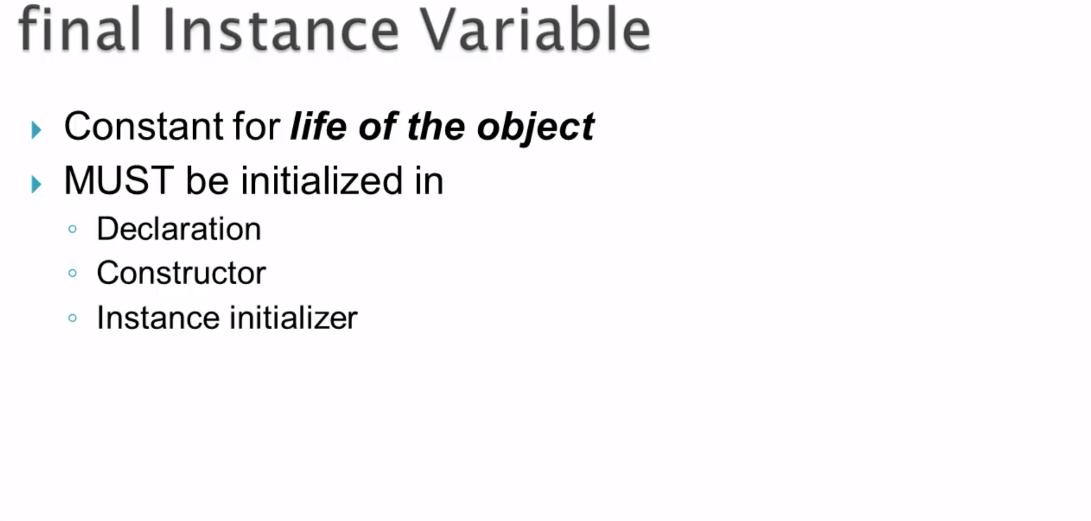 final Instance Variable
Constant for life of the object
MUST be initialized in
Declaration
Constructor
Instance initializer